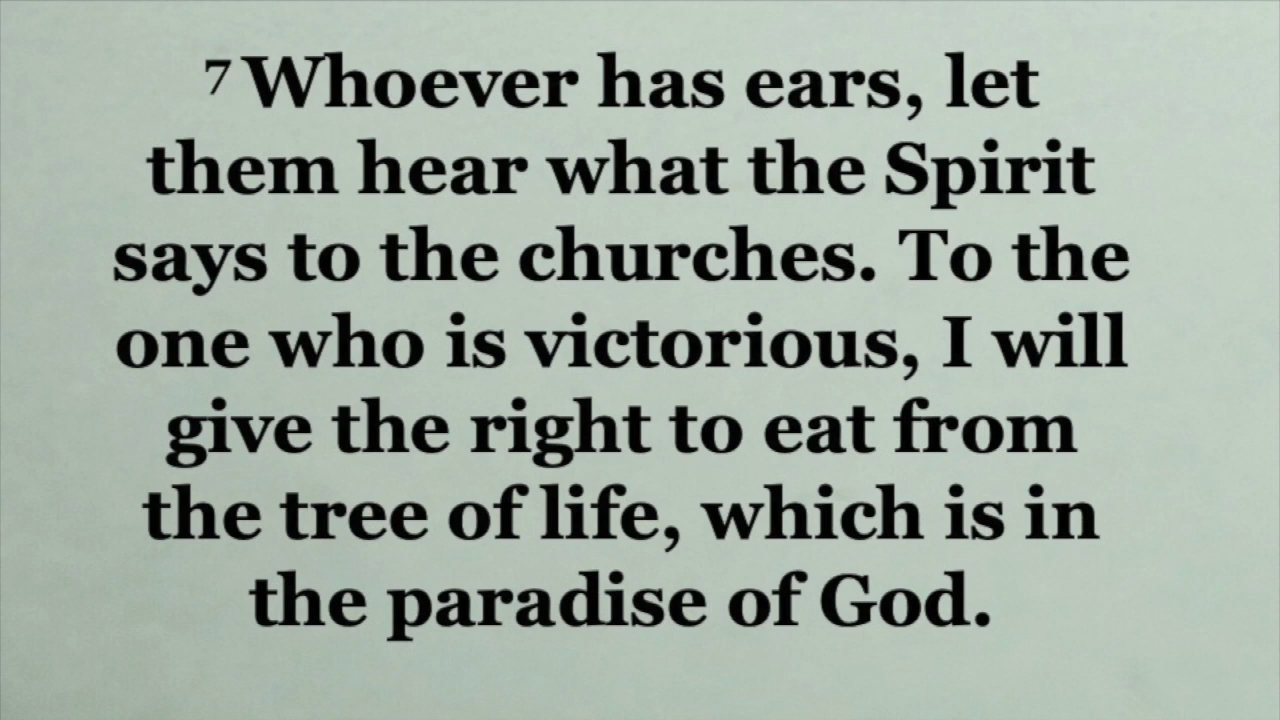 7 Whoever has ears, let
them hear what the Spirit
says to the churches. To the
one who is victorious, I will
give the right to eat from
the tree of life, which is in
the paradise of God.